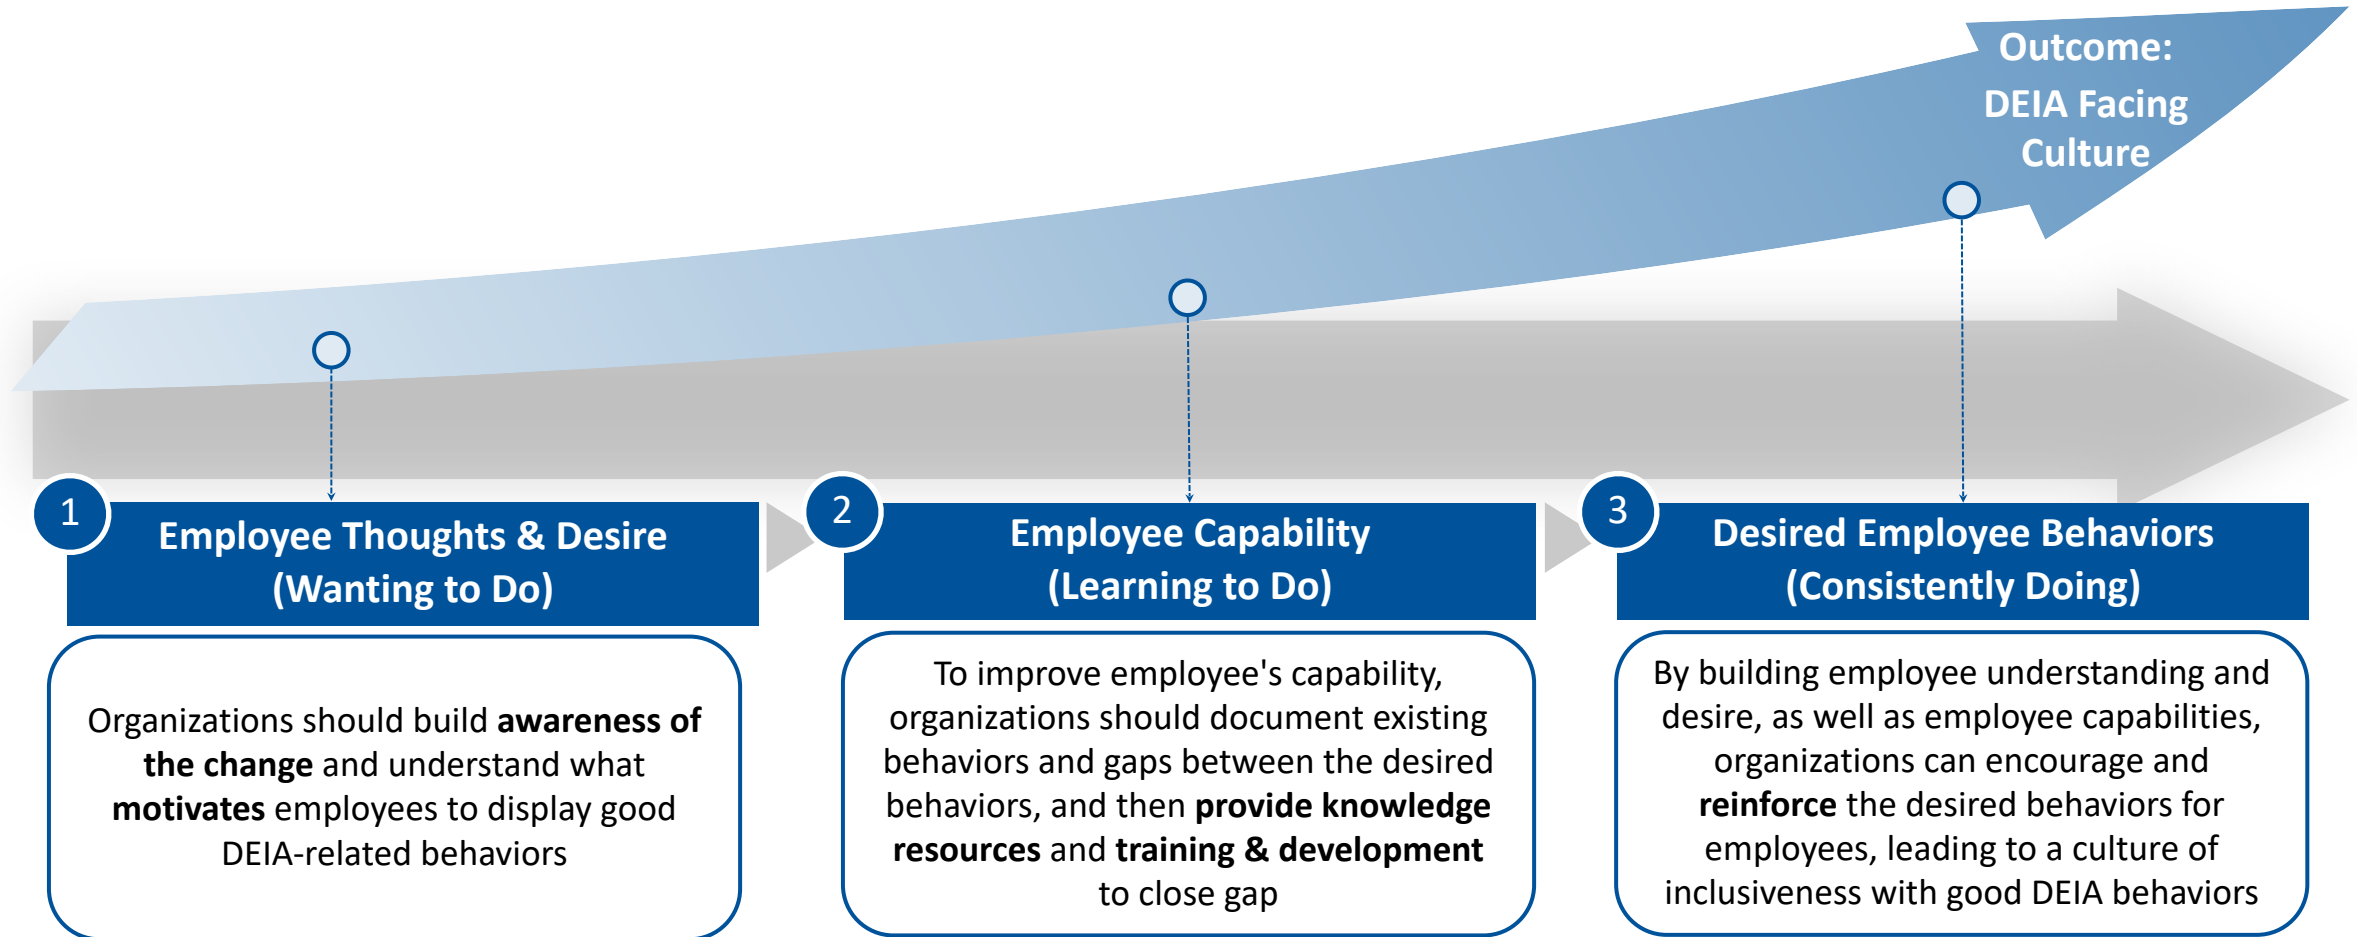 Outcome:
DEIA Facing
Culture
1
Employee Thoughts & Desire
(Wanting to Do)
Organizations should build awareness of
the change and understand what
motivates employees to display good
DEIA-related behaviors
2
Employee Capability
(Learning to Do)
To improve employee's capability,
organizations should document existing
behaviors and gaps between the desired
behaviors, and then provide knowledge
resources and training & development
to close gap
3
Desired Employee Behaviors
(Consistently Doing)
By building employee understanding and
desire, as well as employee capabilities,
organizations can encourage and
reinforce the desired behaviors for
employees, leading to a culture of
inclusiveness with good DEIA behaviors